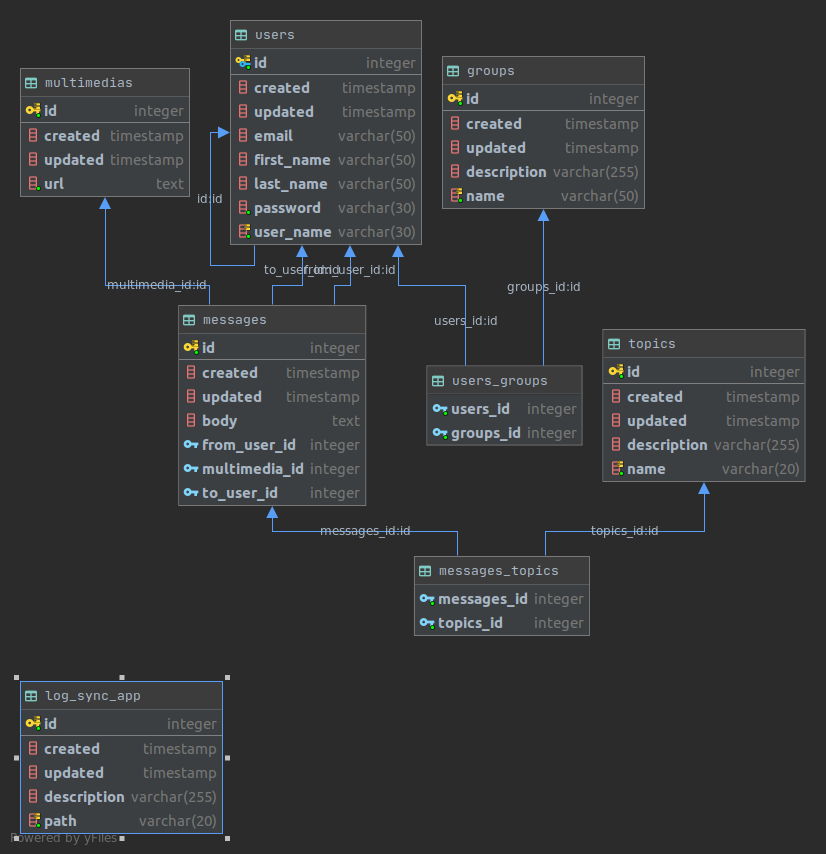 users
id integer
created timestamp
updated timestamp
email varchar(50)
first_name varchar(50)
last_name varchar(50)
password varchar(30)
user_name varchar(30)
multimedias
id integer
created timestamp
updated timestamp
url text
groups
id integer
created timestamp
updated timestamp
description varchar(255)
name varchar(50)
id:id
to_user_id:id
from_user_id:id
multimedia_id:id
groups_id:id
users_id:id
messages
id integer
created timestamp
updated timestamp
body text
from_user_id integer
multimedia_id integer
to_user_id integer
users_groups
users_id integer
groups_id integer
topics
id integer
created timestamp
updated timestamp
description varchar(255)
name varchar(20)
messages_id:id
topics_id:id
messages_topics
messages_id integer
topics_id integer
log_sync_app
id integer
created timestamp
updated timestamp
description varchar(255)
path varchar(20)
Powered by yFiles